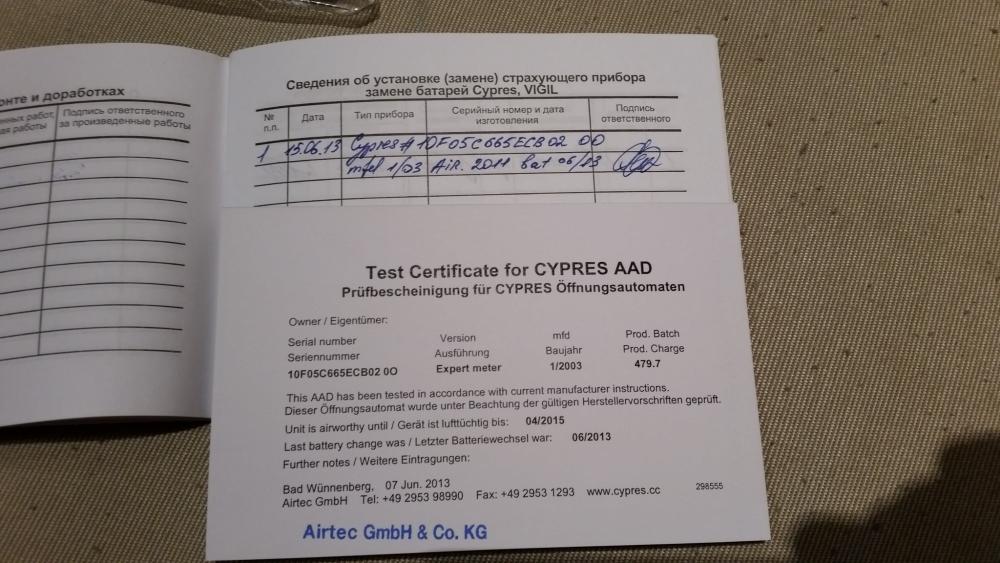 онте и доработках
нных работ, Подпись ответственного
ая работы за произведенные работы
Сведения об установке (замене) страхующего прибора
замене батарей Cypres, VIGIL
№ п.п. Дата Тип прибора Серийный номер и дата изготовления Подпись ответственного
1 15.06.13 Cypres # 10F05C665ECB02 00
mfd 1/03 Air. 2011 bat 06/13
Test Certificate for CYPRES AAD
Prüfbescheinigung für CYPRES Öffnungsautomaten
Owner / Eigentümer:
Serial number Version mfd Prod. Batch
Seriennummer Ausführung Baujahr Prod. Charge
10F05C665ECB02 0O Expert meter 1/2003 479.7
This AAD has been tested in accordance with current manufacturer instructions.
Dieser Öffnungsautomat wurde unter Beachtung der gültigen Herstellervorschriften geprüft.
Unit is airworthy until / Gerät ist lufttüchtig bis: 04/2015
Last battery change was / Letzter Batteriewechsel war: 06/2013
Further notes / Weitere Eintragungen:
Bad Wünnenberg, 07 Jun. 2013
Airtec GmbH Tel: +49 2953 98990 Fax: +49 2953 1293 www.cypres.cc 298555
Airtec GmbH & Co. KG